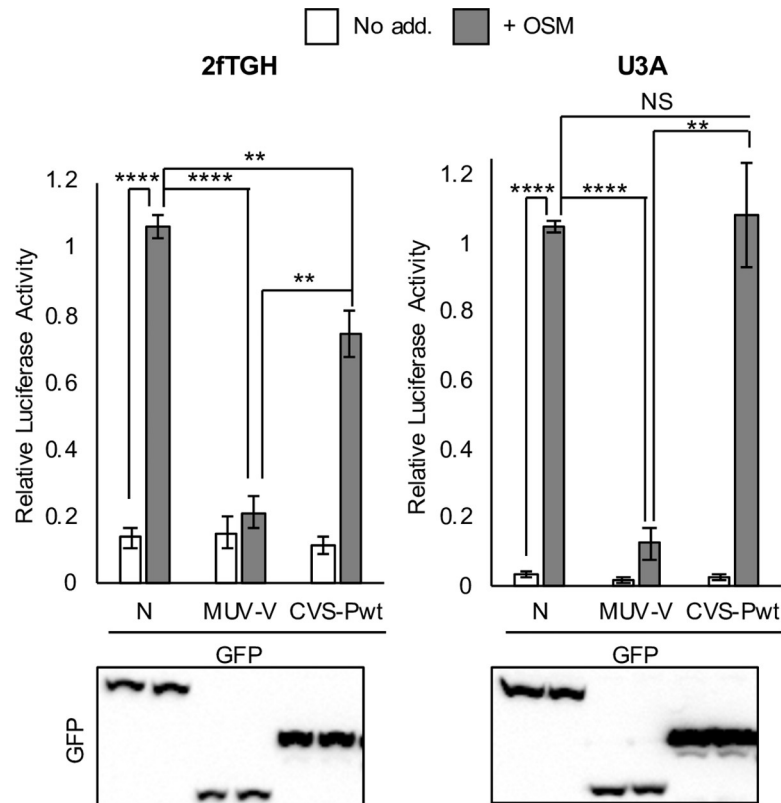 No add. + OSM
2fTGH U3A
NS
** **
**** **** **** ****
**
Relative Luciferase Activity
1.2
1
0.8
0.6
0.4
0.2
0
N MUV-V CVS-Pwt
GFP
GFP
Relative Luciferase Activity
1.2
1
0.8
0.6
0.4
0.2
0
N MUV-V CVS-Pwt
GFP